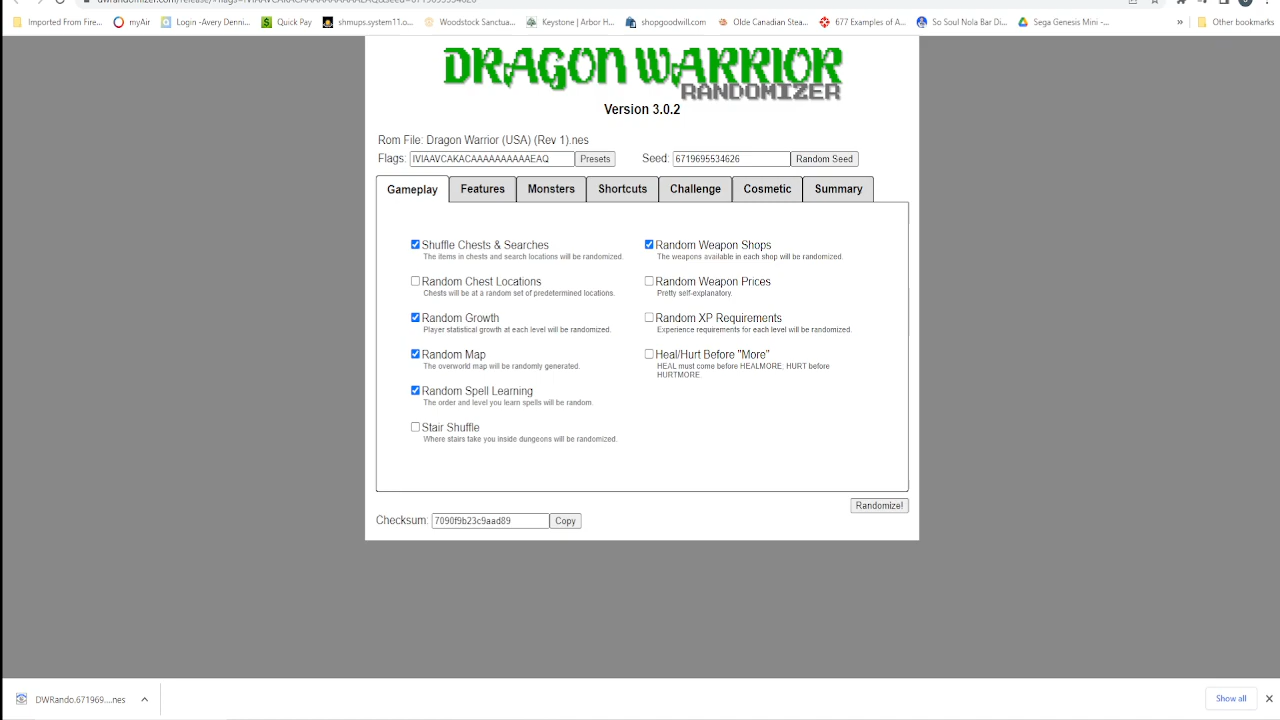 Imported From Firef...
myAir
Login -Avery Denni...
Quick Pay
shmups.system11.o...
Woodstock Sanctua...
Keystone | Arbor H...
shopgoodwill.com
Olde Canadian Stea...
677 Examples of A...
So Soul Nola Bar Di...
Sega Genesis Mini -...
»
Other bookmarks
DRAGON WARRIOR
RANDOMIZER
Version 3.0.2
Rom File: Dragon Warrior (USA) (Rev 1).nes
Flags: IVIAAVCAKACAAAAAAAAAAEAQ Presets Seed: 6719695534626 Random Seed
Gameplay Features Monsters Shortcuts Challenge Cosmetic Summary
Shuffle Chests & Searches
The items in chests and search locations will be randomized.
Random Chest Locations
Chests will be at a random set of predetermined locations.
Random Growth
Player statistical growth at each level will be randomized.
Random Map
The overworld map will be randomly generated.
Random Spell Learning
The order and level you learn spells will be random.
Stair Shuffle
Where stairs take you inside dungeons will be randomized.
Random Weapon Shops
The weapons available in each shop will be randomized.
Random Weapon Prices
Pretty self-explanatory.
Random XP Requirements
Experience requirements for each level will be randomized.
Heal/Hurt Before "More"
HEAL must come before HEALMORE, HURT before
HURTMORE.
Randomize!
Checksum: 7090f9b23c9aad89 Copy
DWRando.671969....nes
Show all